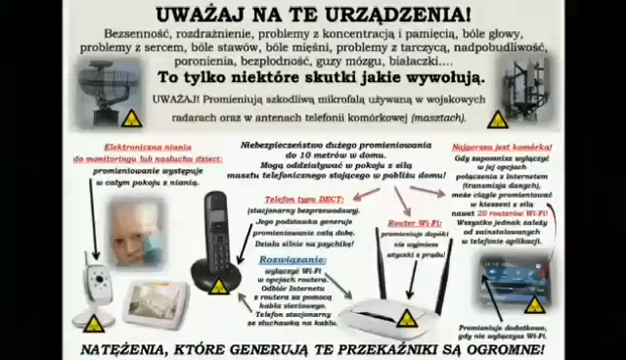 UWAŻAJ NA TE URZĄDZENIA!
Bezsenność, rozdrażnienie, problemy z koncentracją i pamięcią, bóle głowy,
problemy z sercem, bóle stawów, bóle mięśni, problemy z tarczycą, nadpobudliwość,
poronienia, bezpłodność, guzy mózgu, białaczki....
To tylko niektóre skutki jakie wywołują.
UWAŻAJ! Promieniują szkodliwą mikrofalą używaną w wojskowych
radarach oraz w antenach telefonii komórkowej (masztach).
Elektroniczna niania
do monitoringu lub nasłuchu dzieci:
promieniowanie występuje
w całym pokoju z nianią.
Niebezpieczeństwo dużego promieniowania
do 10 metrów w domu.
Mogą oddziaływać w pokoju z siłą
masztu telefonicznego stojącego w pobliżu domu!
Najgorsza jest komórka!
Gdy zapomnisz wyłączyć
w jej opcjach
połączenia z Internetem
(transmisja danych),
może ciągle promieniować
w kieszeni z siłą
nawet 20 routerów Wi-Fi!
Wszystko jednak zależy
od zainstalowanych
w telefonie aplikacji.
Telefon typu DECT:
(stacjonarny bezprzewodowy).
Jego podstawka generuje
promieniowanie całą dobę.
Działa silnie na psychikę!
Router Wi-Fi:
promieniuje dopóki
nie wyjmiesz
wtyczki z prądu!
Rozwiązanie:
wyłączyć Wi-Fi
w opcjach routera.
Odbiór Internetu
z routera za pomocą
kabla sieciowego.
Telefon stacjonarny
ze słuchawką na kablu.
Promieniuje dodatkowo,
gdy nie wyłączysz Wi-Fi.
NATĘŻENIA, KTÓRE GENERUJĄ TE PRZEKAŹNIKI SĄ OGROMNE!